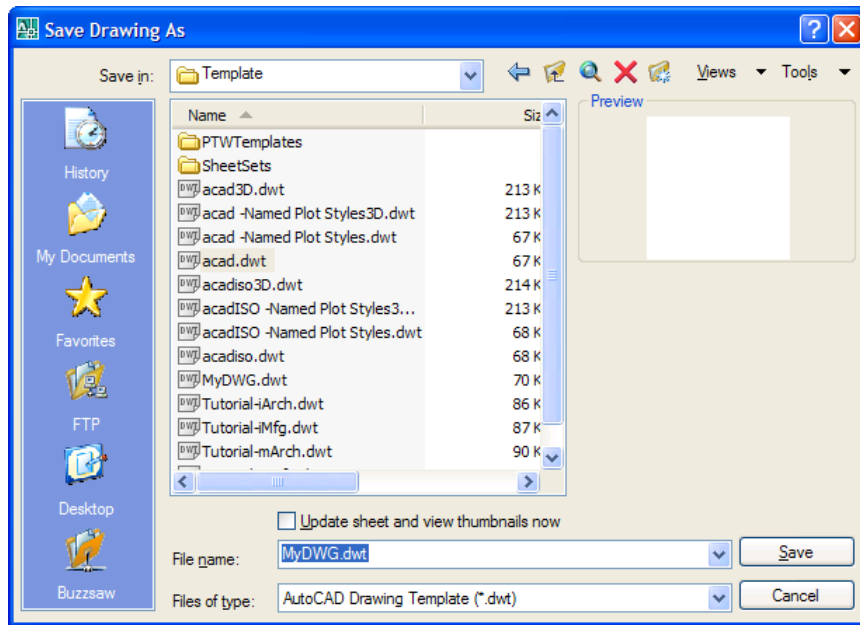 Save Drawing As
Save in: Template Views Tools
History
My Documents
Favorites
FTP
Desktop
Buzzsaw
Name Siz
PTWTemplates
SheetSets
acad3D.dwt 213 K
acad -Named Plot Styles3D.dwt 213 K
acad -Named Plot Styles.dwt 67 K
acad.dwt 67 K
acadiso3D.dwt 214 K
acadISO -Named Plot Styles3... 213 K
acadISO -Named Plot Styles.dwt 68 K
acadiso.dwt 68 K
MyDWG.dwt 70 K
Tutorial-iArch.dwt 86 K
Tutorial-iMfg.dwt 87 K
Tutorial-mArch.dwt 90 K
Preview
Update sheet and view thumbnails now
File name: MyDWG.dwt Save
Files of type: AutoCAD Drawing Template (*.dwt) Cancel